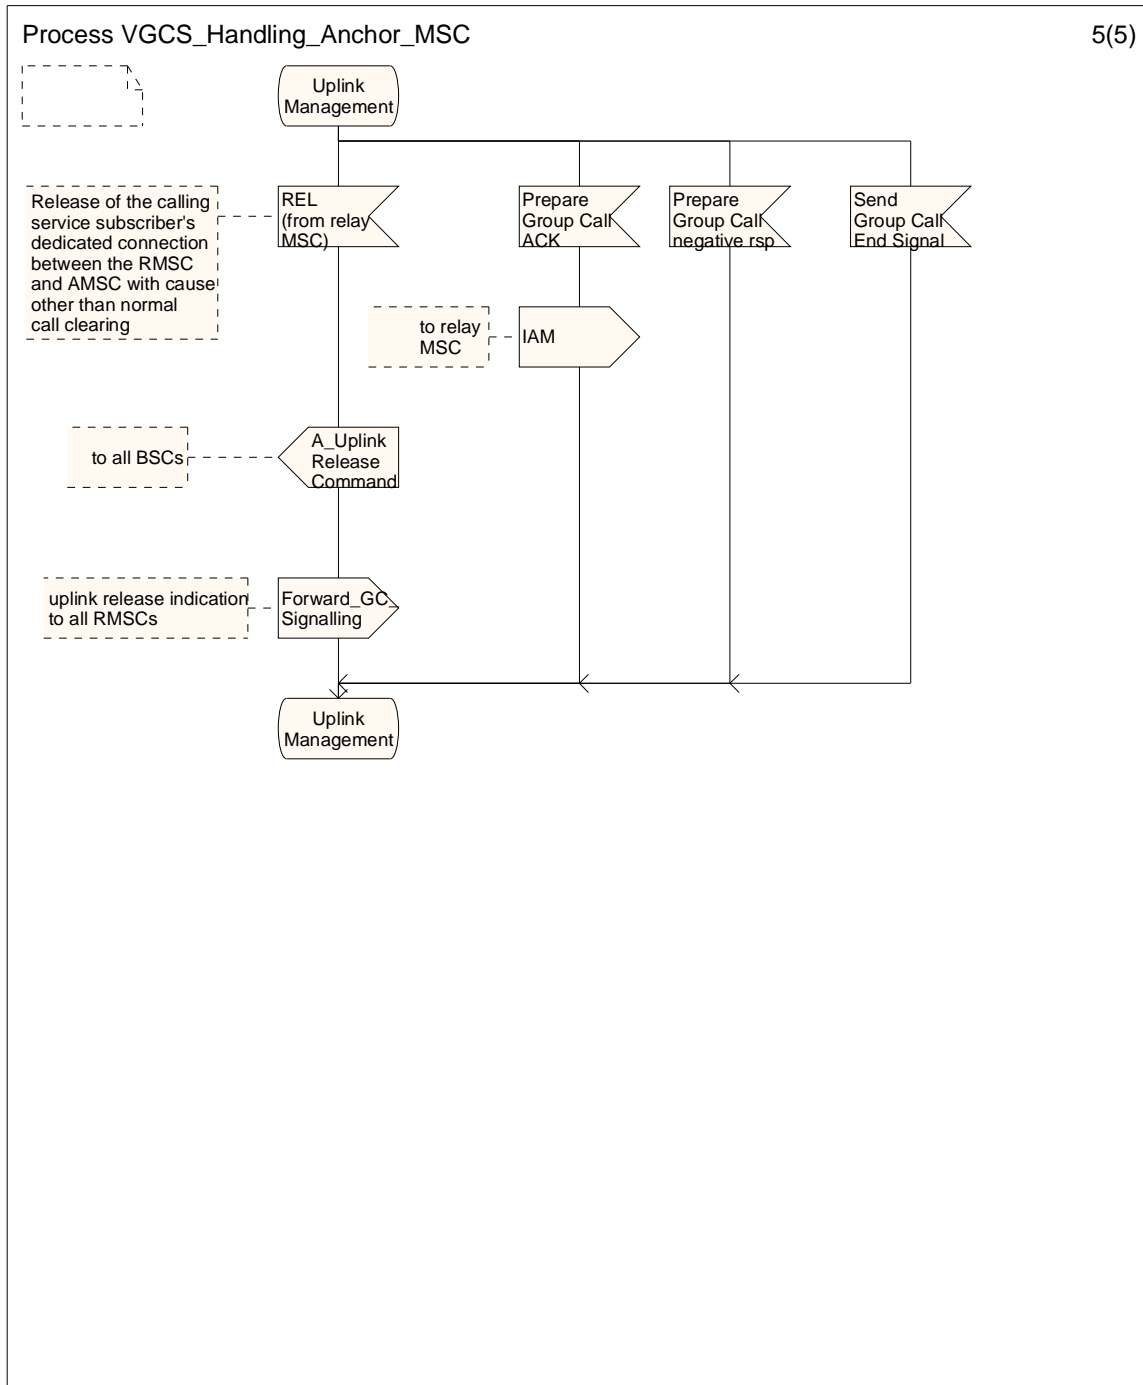 Process VGCS_Handling_Anchor_MSC
5(5)
Uplink
Management
Release of the calling
service subscriber's
dedicated connection
between the RMSC
and AMSC with cause
other than normal
call clearing
REL
(from relay
MSC)
Prepare
Group Call
ACK
Prepare
Group Call
negative rsp
Send
Group Call
End Signal
to relay
MSC
IAM
to all BSCs
A_Uplink
Release
Command
uplink release indication
to all RMSCs
Forward_GC_
Signalling
Uplink
Management